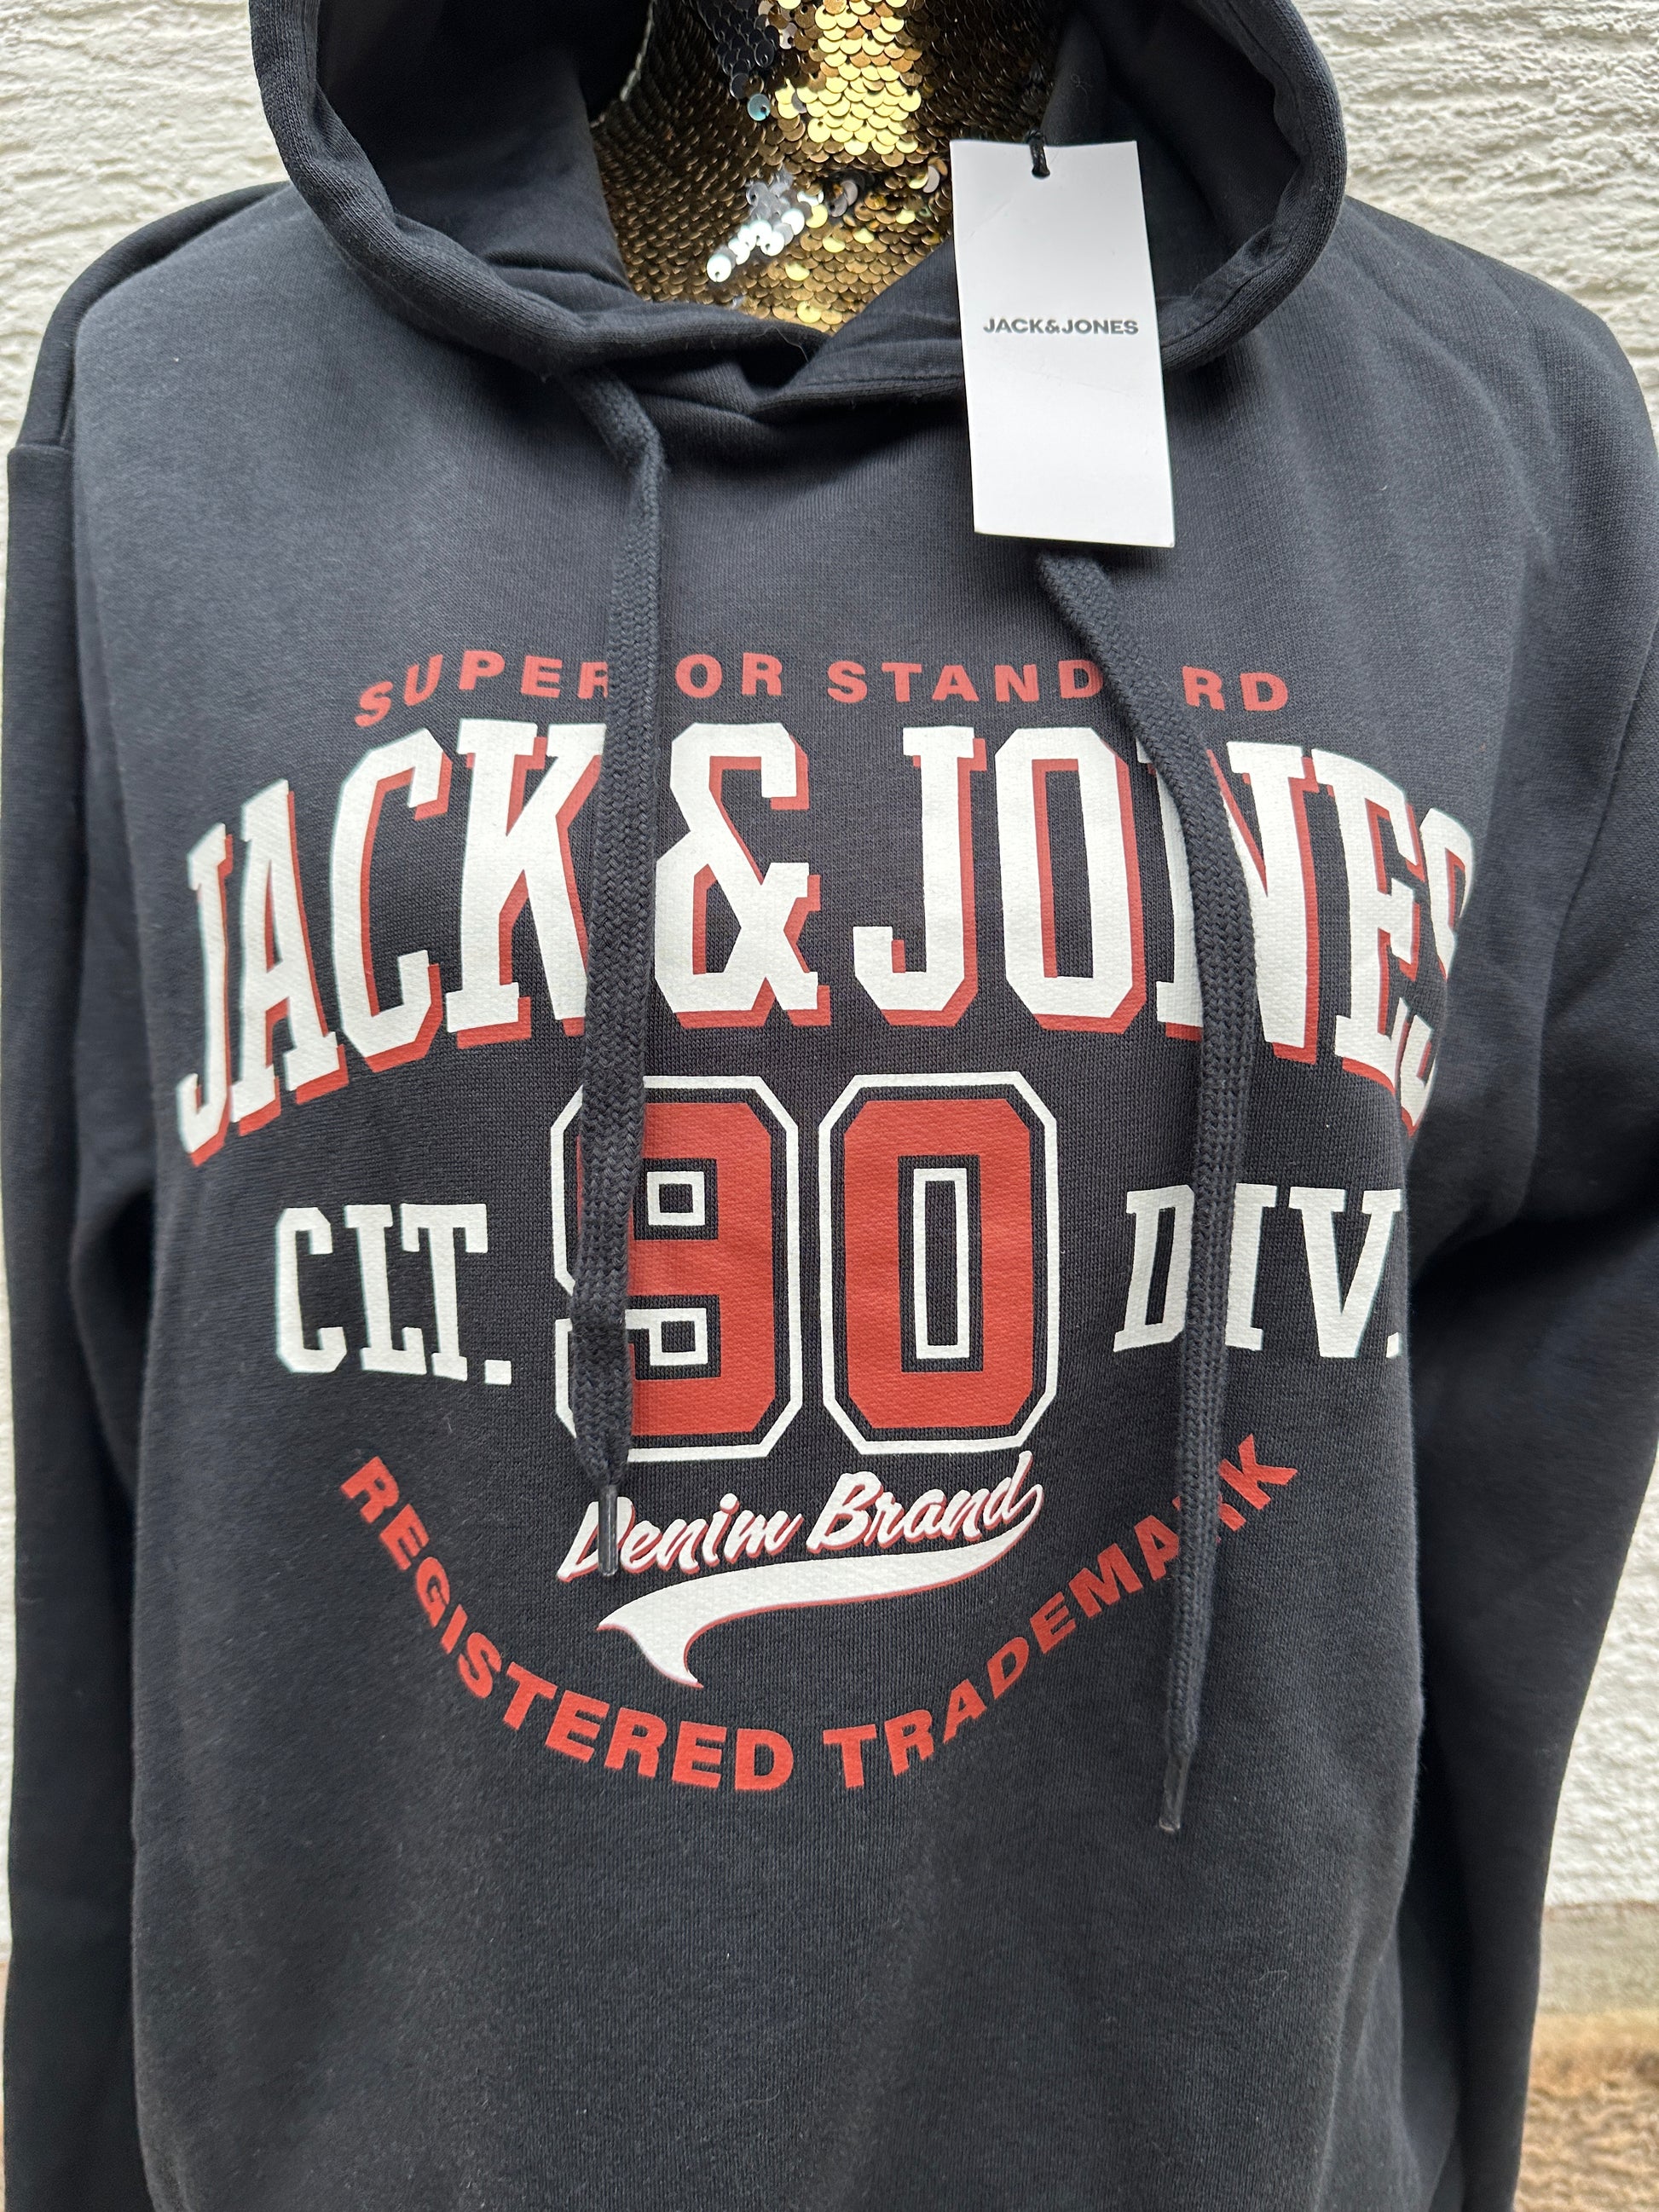 JACK&JONES
SUPERIOR STANDARD
JACK&JONES
CLT. 90 DIV.
Denim Brand
REGISTERED TRADEMARK